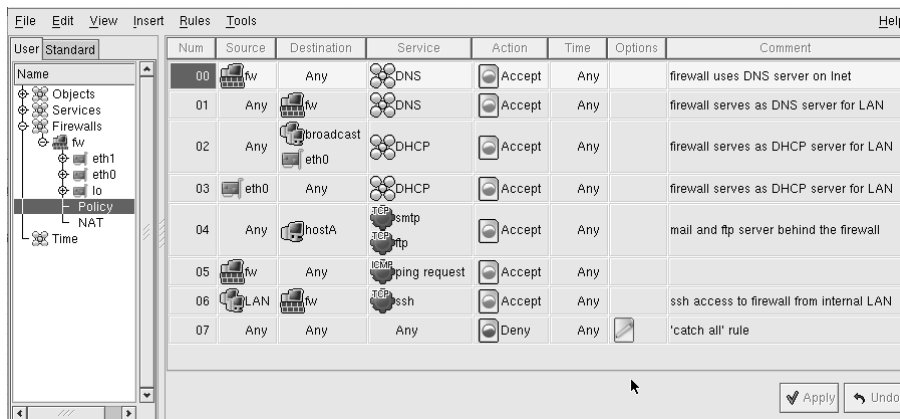 File Edit View Insert Rules Tools Help
User Standard
Name
Objects
Services
Firewalls
fw
eth1
eth0
lo
Policy
NAT
Time
Num Source Destination Service Action Time Options Comment
00 fw Any DNS Accept Any firewall uses DNS server on Inet
01 Any fw DNS Accept Any firewall serves as DNS server for LAN
02 Any broadcast eth0 DHCP Accept Any firewall serves as DHCP server for LAN
03 eth0 Any DHCP Accept Any firewall serves as DHCP server for LAN
04 Any hostA TCP smtp TCP ftp Accept Any mail and ftp server behind the firewall
05 fw Any ICMP ping request Accept Any
06 LAN fw TCP ssh Accept Any ssh access to firewall from internal LAN
07 Any Any Any Deny Any 'catch all' rule
Apply Undo